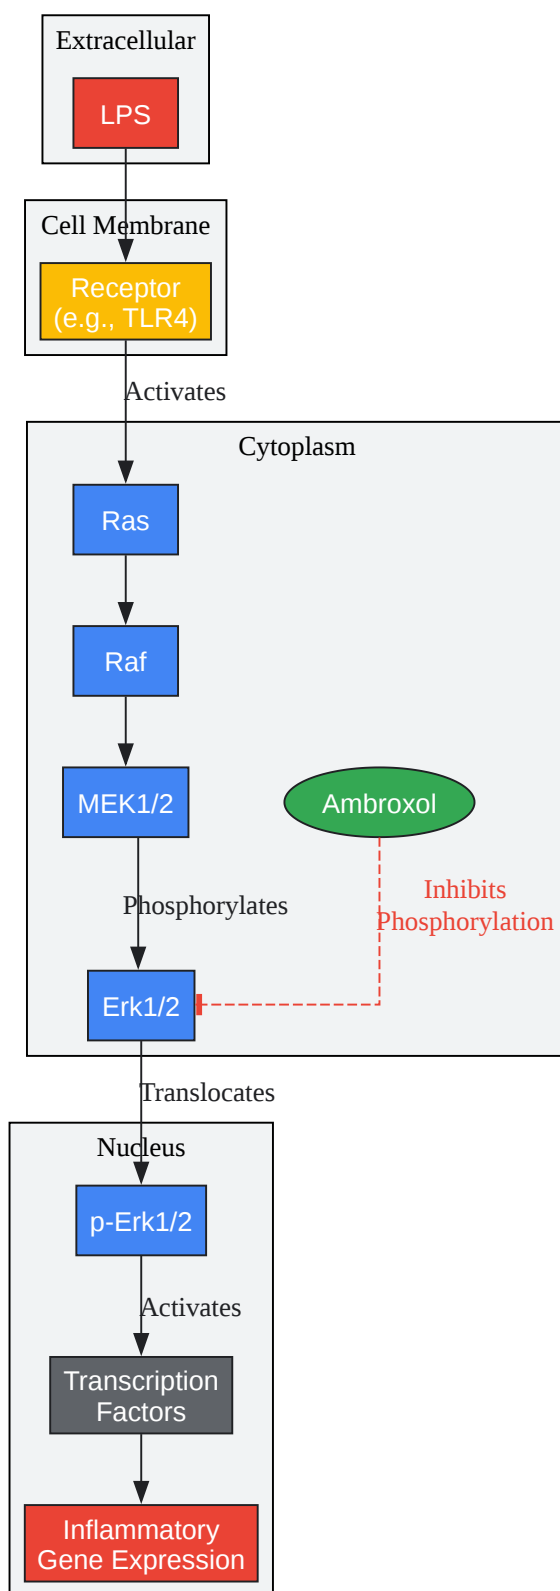 Extracellular
LPS
Cell Membrane
Receptor
(e.g., TLR4)
Activates
Cytoplasm
Ras
Raf
MEK1/2
Ambroxol
Phosphorylates
Inhibits
Phosphorylation
Erk1/2
Translocates
Nucleus
p-Erk1/2
Activates
Transcription
Factors
Inflammatory
Gene Expression